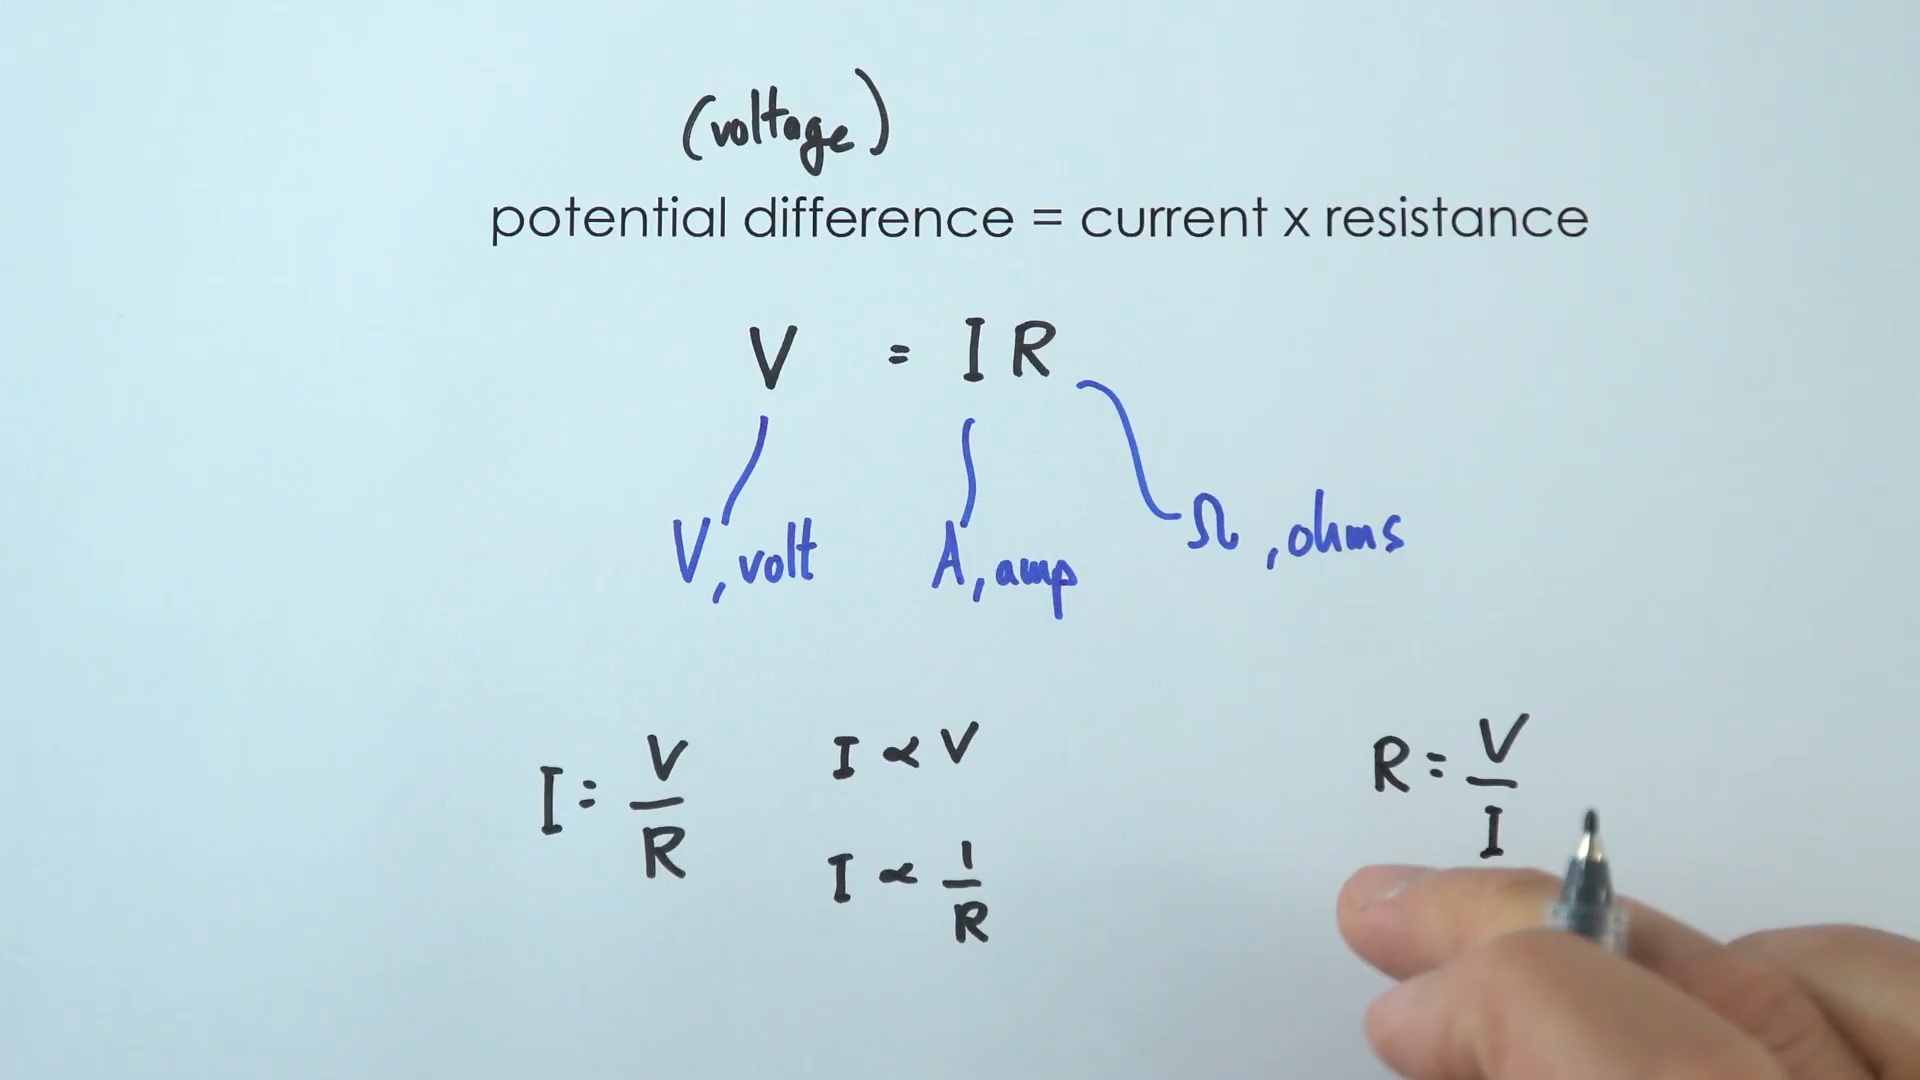 (voltage)
potential difference = current x resistance
V = I R
V, volt A, amp Ω, ohms
I = V/R
I ∝ V
I ∝ 1/R
R = V/I